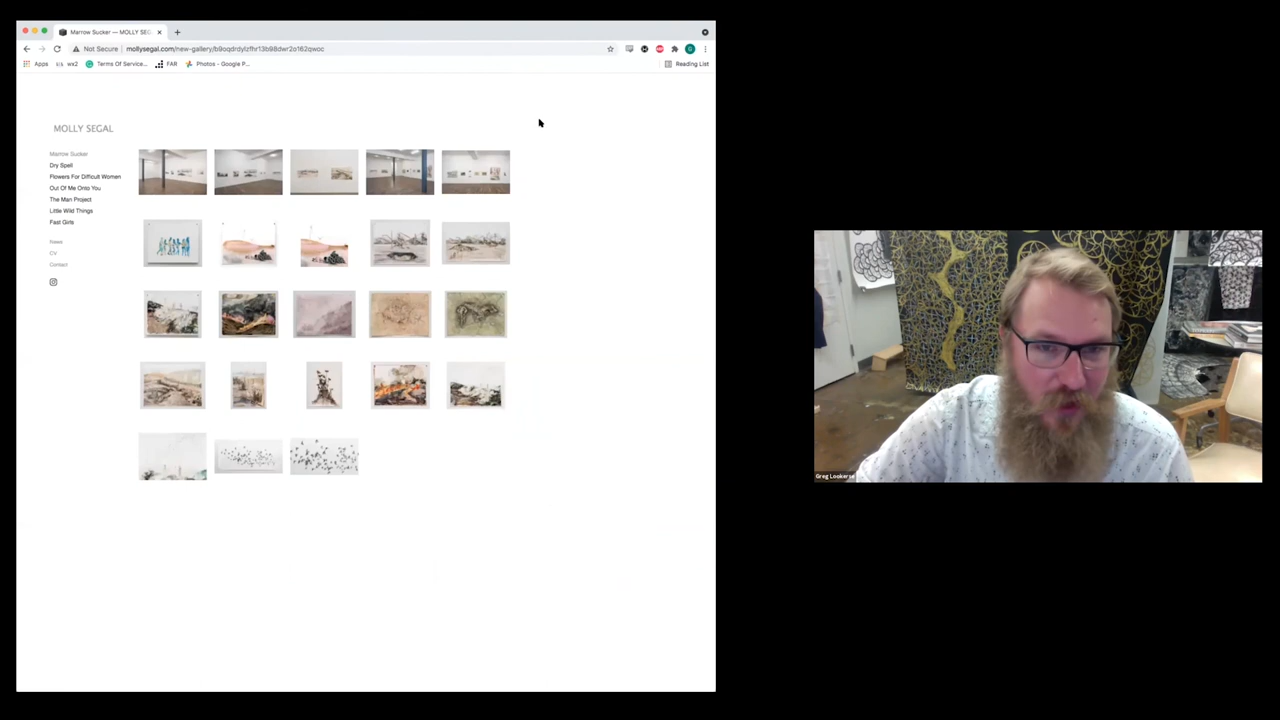 Marrow Sucker — MOLLY SEG
Not Secure | mollysegal.com/new-gallery/b9oqdrdylzfhr13b98dwr2o162qwoc
Apps wx2 Terms Of Service... FAR Photos - Google P... Reading List
MOLLY SEGAL
Marrow Sucker
Dry Spell
Flowers For Difficult Women
Out Of Me Onto You
The Man Project
Little Wild Things
Fast Girls
News
CV
Contact
Greg Lookerse